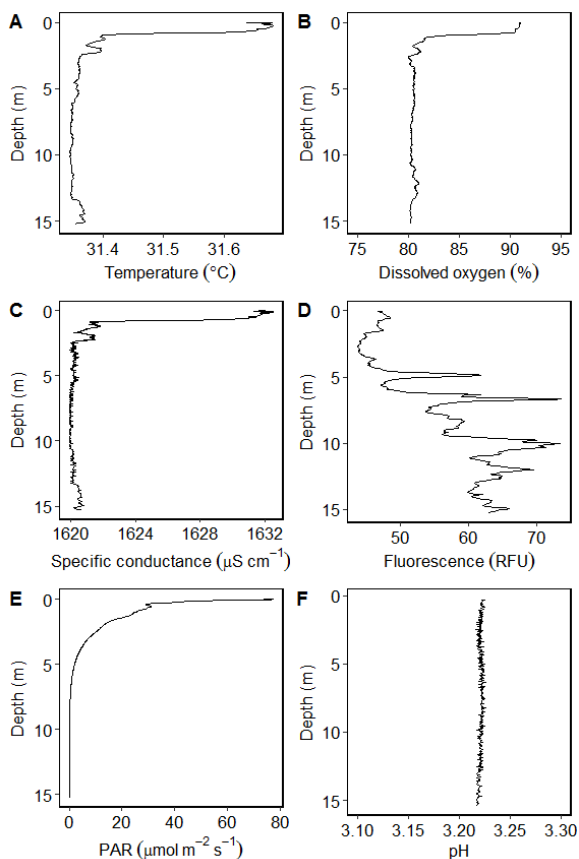 A
B
0
5
10
15
Depth (m)
31.4 31.5 31.6
Temperature (°C)
0
5
10
15
Depth (m)
75 80 85 90 95
Dissolved oxygen (%)
C
D
0
5
10
15
Depth (m)
1620 1624 1628 1632
Specific conductance (μS cm⁻¹)
0
5
10
15
Depth (m)
50 60 70
Fluorescence (RFU)
E
F
0
5
10
15
Depth (m)
0 20 40 60 80
PAR (μmol m⁻² s⁻¹)
0
5
10
15
Depth (m)
3.10 3.15 3.20 3.25 3.30
pH